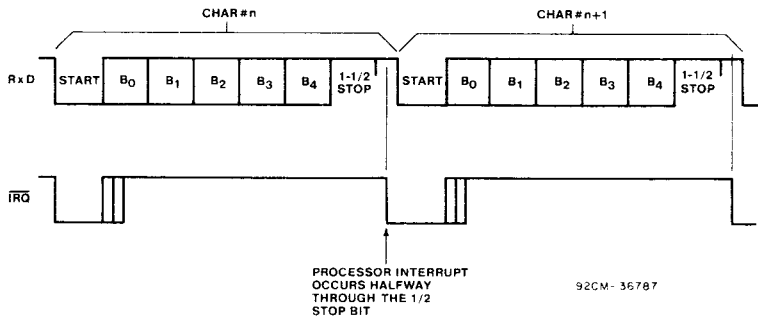 CHAR#n
CHAR#n+1
RxD START B0 B1 B2 B3 B4 1-1/2 STOP START B0 B1 B2 B3 B4 1-1/2 STOP
IRQ
PROCESSOR INTERRUPT
OCCURS HALFWAY
THROUGH THE 1/2
STOP BIT
92CM-36787